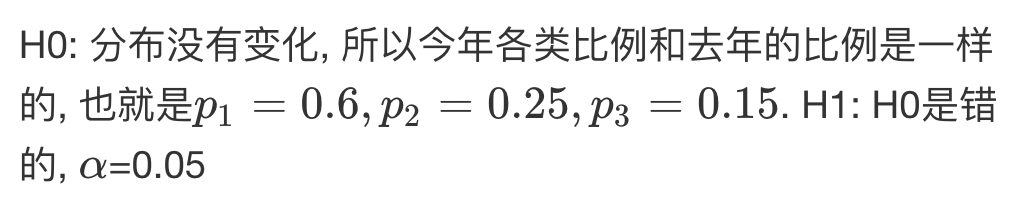 H0: 分布没有变化, 所以今年各类比例和去年的比例是一样
的, 也就是p₁ = 0.6, p₂ = 0.25, p₃ = 0.15. H1: H0是错
的, α=0.05